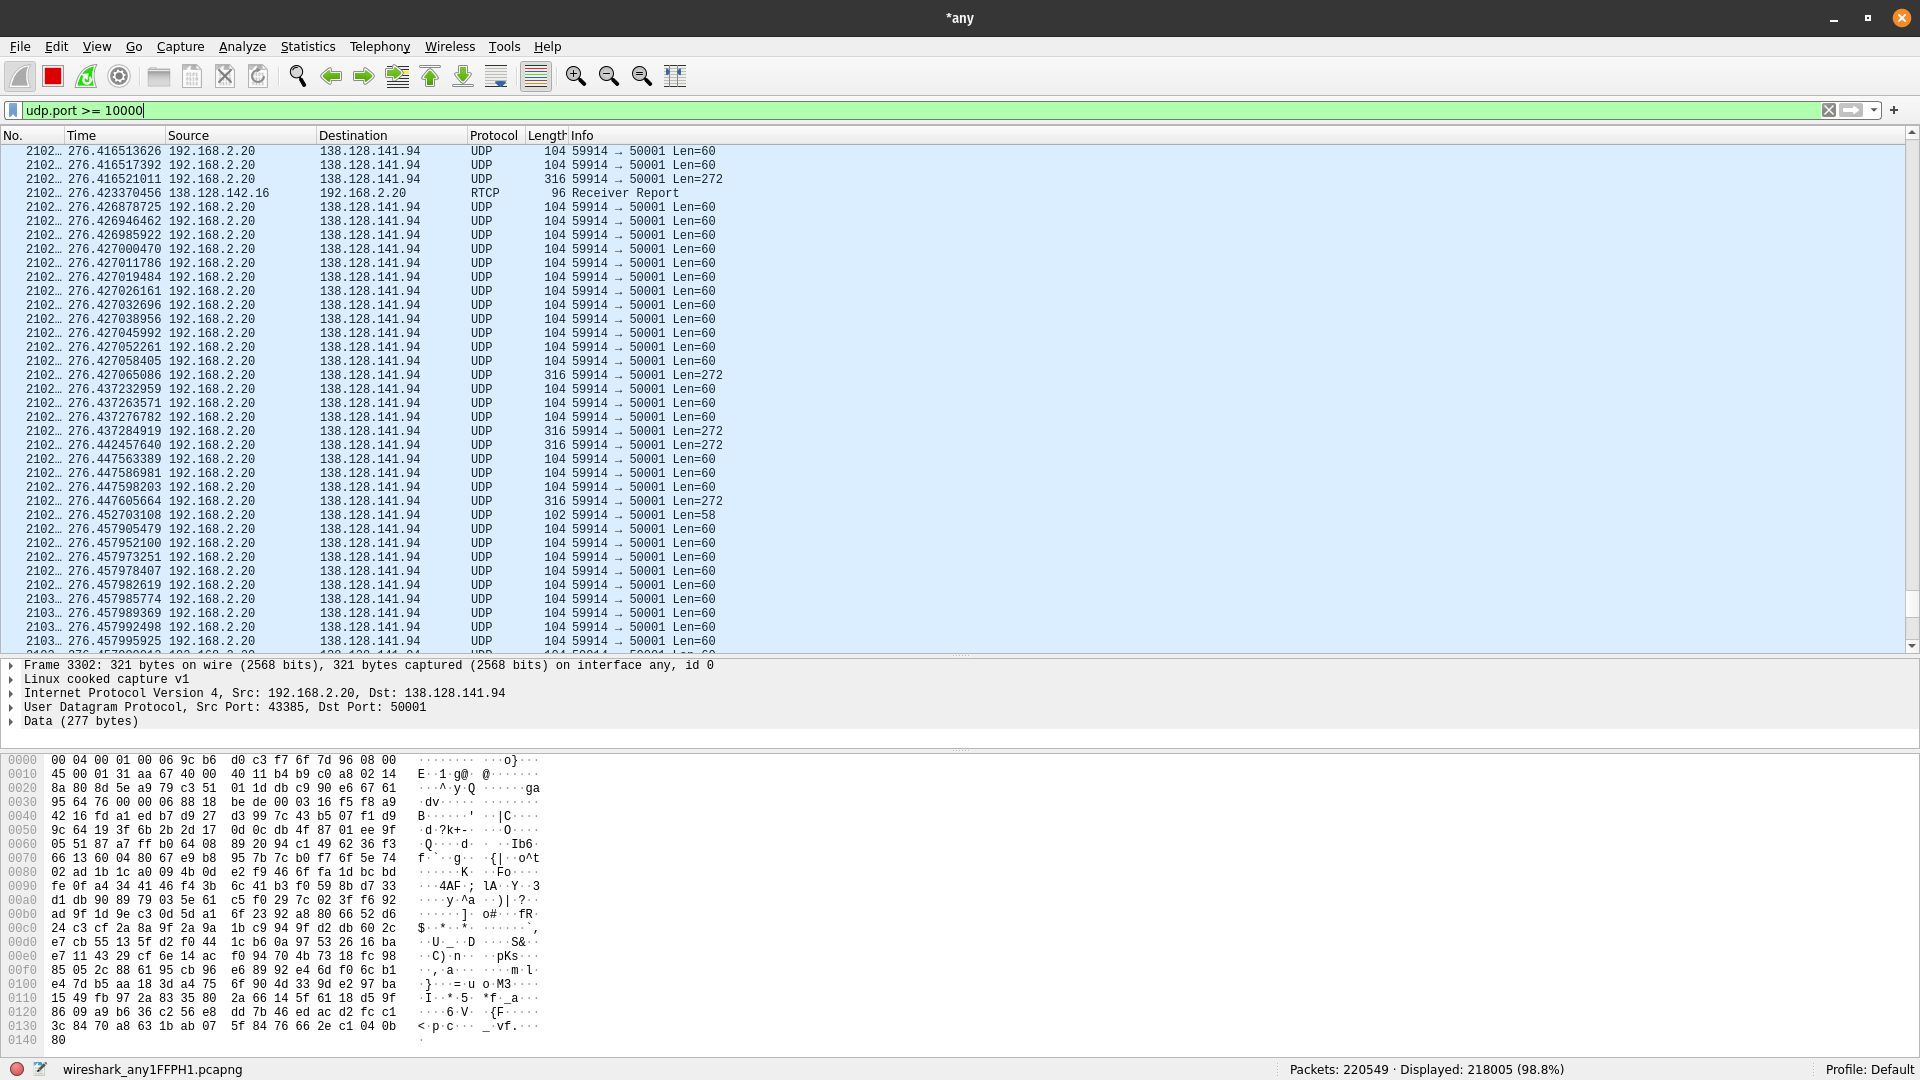 *any
File Edit View Go Capture Analyze Statistics Telephony Wireless Tools Help
udp.port >= 10000
No. Time Source Destination Protocol Length Info
2102… 276.416513626 192.168.2.20 138.128.141.94 UDP 104 59914 → 50001 Len=60
2102… 276.416517392 192.168.2.20 138.128.141.94 UDP 104 59914 → 50001 Len=60
2102… 276.416521011 192.168.2.20 138.128.141.94 UDP 316 59914 → 50001 Len=272
2102… 276.423370456 138.128.142.16 192.168.2.20 RTCP 96 Receiver Report
2102… 276.426878725 192.168.2.20 138.128.141.94 UDP 104 59914 → 50001 Len=60
2102… 276.426946462 192.168.2.20 138.128.141.94 UDP 104 59914 → 50001 Len=60
2102… 276.426985922 192.168.2.20 138.128.141.94 UDP 104 59914 → 50001 Len=60
2102… 276.427000470 192.168.2.20 138.128.141.94 UDP 104 59914 → 50001 Len=60
2102… 276.427011786 192.168.2.20 138.128.141.94 UDP 104 59914 → 50001 Len=60
2102… 276.427019484 192.168.2.20 138.128.141.94 UDP 104 59914 → 50001 Len=60
2102… 276.427026161 192.168.2.20 138.128.141.94 UDP 104 59914 → 50001 Len=60
2102… 276.427032696 192.168.2.20 138.128.141.94 UDP 104 59914 → 50001 Len=60
2102… 276.427038956 192.168.2.20 138.128.141.94 UDP 104 59914 → 50001 Len=60
2102… 276.427045992 192.168.2.20 138.128.141.94 UDP 104 59914 → 50001 Len=60
2102… 276.427052261 192.168.2.20 138.128.141.94 UDP 104 59914 → 50001 Len=60
2102… 276.427058405 192.168.2.20 138.128.141.94 UDP 104 59914 → 50001 Len=60
2102… 276.427065086 192.168.2.20 138.128.141.94 UDP 316 59914 → 50001 Len=272
2102… 276.437232959 192.168.2.20 138.128.141.94 UDP 104 59914 → 50001 Len=60
2102… 276.437263571 192.168.2.20 138.128.141.94 UDP 104 59914 → 50001 Len=60
2102… 276.437276782 192.168.2.20 138.128.141.94 UDP 104 59914 → 50001 Len=60
2102… 276.437284919 192.168.2.20 138.128.141.94 UDP 316 59914 → 50001 Len=272
2102… 276.442457640 192.168.2.20 138.128.141.94 UDP 316 59914 → 50001 Len=272
2102… 276.447563389 192.168.2.20 138.128.141.94 UDP 104 59914 → 50001 Len=60
2102… 276.447586981 192.168.2.20 138.128.141.94 UDP 104 59914 → 50001 Len=60
2102… 276.447598203 192.168.2.20 138.128.141.94 UDP 104 59914 → 50001 Len=60
2102… 276.447605664 192.168.2.20 138.128.141.94 UDP 316 59914 → 50001 Len=272
2102… 276.452703108 192.168.2.20 138.128.141.94 UDP 102 59914 → 50001 Len=58
2102… 276.457905479 192.168.2.20 138.128.141.94 UDP 104 59914 → 50001 Len=60
2102… 276.457952100 192.168.2.20 138.128.141.94 UDP 104 59914 → 50001 Len=60
2102… 276.457973251 192.168.2.20 138.128.141.94 UDP 104 59914 → 50001 Len=60
2102… 276.457978407 192.168.2.20 138.128.141.94 UDP 104 59914 → 50001 Len=60
2102… 276.457982619 192.168.2.20 138.128.141.94 UDP 104 59914 → 50001 Len=60
2103… 276.457985774 192.168.2.20 138.128.141.94 UDP 104 59914 → 50001 Len=60
2103… 276.457989369 192.168.2.20 138.128.141.94 UDP 104 59914 → 50001 Len=60
2103… 276.457992498 192.168.2.20 138.128.141.94 UDP 104 59914 → 50001 Len=60
2103… 276.457995925 192.168.2.20 138.128.141.94 UDP 104 59914 → 50001 Len=60
Frame 3302: 321 bytes on wire (2568 bits), 321 bytes captured (2568 bits) on interface any, id 0
Linux cooked capture v1
Internet Protocol Version 4, Src: 192.168.2.20, Dst: 138.128.141.94
User Datagram Protocol, Src Port: 43385, Dst Port: 50001
Data (277 bytes)
0000 00 04 00 01 00 06 9c b6 d0 c3 f7 6f 7d 96 08 00 ········ ···o}···
0010 45 00 01 31 aa 67 40 00 40 11 b4 b9 c0 a8 02 14 E··1·g@· @·······
0020 8a 80 8d 5e a9 79 c3 51 01 1d db c9 90 e6 67 61 ···^·y·Q ······ga
0030 95 64 76 00 00 06 88 18 be de 00 03 16 f5 f8 a9 ·dv····· ········
0040 42 16 fd a1 ed b7 d9 27 d3 99 7c 43 b5 07 f1 d9 B······' ··|C····
0050 9c 64 19 3f 6b 2b 2d 17 0d 0c db 4f 87 01 ee 9f ·d·?k+-· ···O····
0060 05 51 87 a7 ff b0 64 08 89 20 94 c1 49 62 36 f3 ·Q····d· · ··Ib6·
0070 66 13 60 04 80 67 e9 b8 95 7b 7c b0 f7 6f 5e 74 f·`··g·· ·{|··o^t
0080 02 ad 1b 1c a0 09 4b 0d e2 f9 46 6f fa 1d bc bd ······K· ··Fo····
0090 fe 0f a4 34 41 46 f4 3b 6c 41 b3 f0 59 8b d7 33 ···4AF·; lA··Y··3
00a0 d1 db 90 89 79 03 5e 61 c5 f0 29 7c 02 3f f6 92 ····y·^a ··)|·?··
00b0 ad 9f 1d 9e c3 0d 5d a1 6f 23 92 a8 80 66 52 d6 ······]· o#···fR·
00c0 24 c3 cf 2a 8a 9f 2a 9a 1b c9 94 9f d2 db 60 2c $··*··*· ······`,
00d0 e7 cb 55 13 5f d2 f0 44 1c b6 0a 97 53 26 16 ba ··U·_··D ····S&··
00e0 e7 11 43 29 cf 6e 14 ac f0 94 70 4b 73 18 fc 98 ··C)·n·· ··pKs···
00f0 85 05 2c 88 61 95 cb 96 e6 89 92 e4 6d f0 6c b1 ··,·a··· ····m·l·
0100 e4 7d b5 aa 18 3d a4 75 6f 90 4d 33 9d e2 97 ba ·}···=·u o·M3····
0110 15 49 fb 97 2a 83 35 80 2a 66 14 5f 61 18 d5 9f ·I··*·5· *f·_a···
0120 86 09 a9 b6 36 c2 56 e8 dd 7b 46 ed ac d2 fc c1 ····6·V· ·{F·····
0130 3c 84 70 a8 63 1b ab 07 5f 84 76 66 2e c1 04 0b <·p·c··· _·vf.···
0140 80 ·
wireshark_any1FFPH1.pcapng Packets: 220549 · Displayed: 218005 (98.8%) Profile: Default